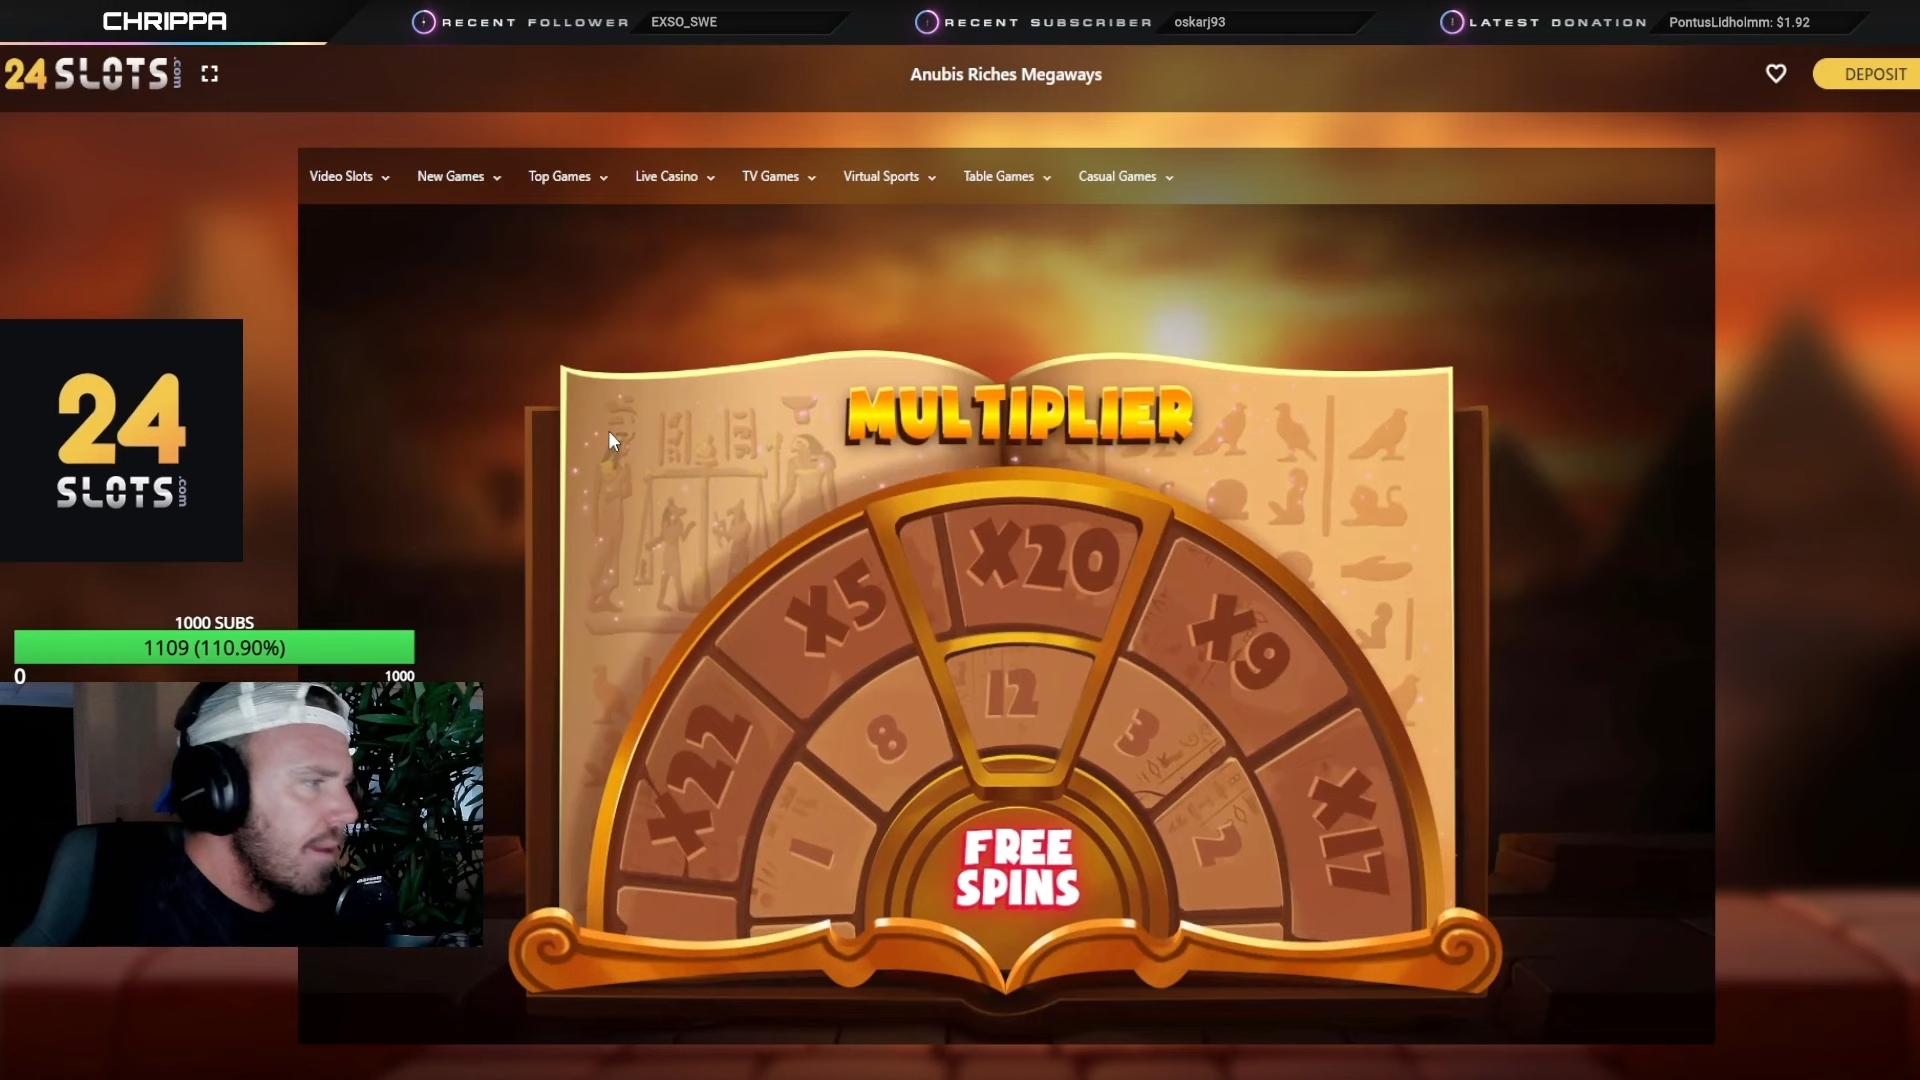 CHRIPPA
RECENT FOLLOWER EXSO_SWE
RECENT SUBSCRIBER oskarj93
LATEST DONATION PontusLidholmm: $1.92
24 SLOTS.com
Anubis Riches Megaways
DEPOSIT
Video Slots
New Games
Top Games
Live Casino
TV Games
Virtual Sports
Table Games
Casual Games
24
SLOTS.com
MULTIPLIER
X22
X5
X20
X9
X17
1
8
12
3
2
FREE
SPINS
1000 SUBS
1109 (110.90%)
0
1000